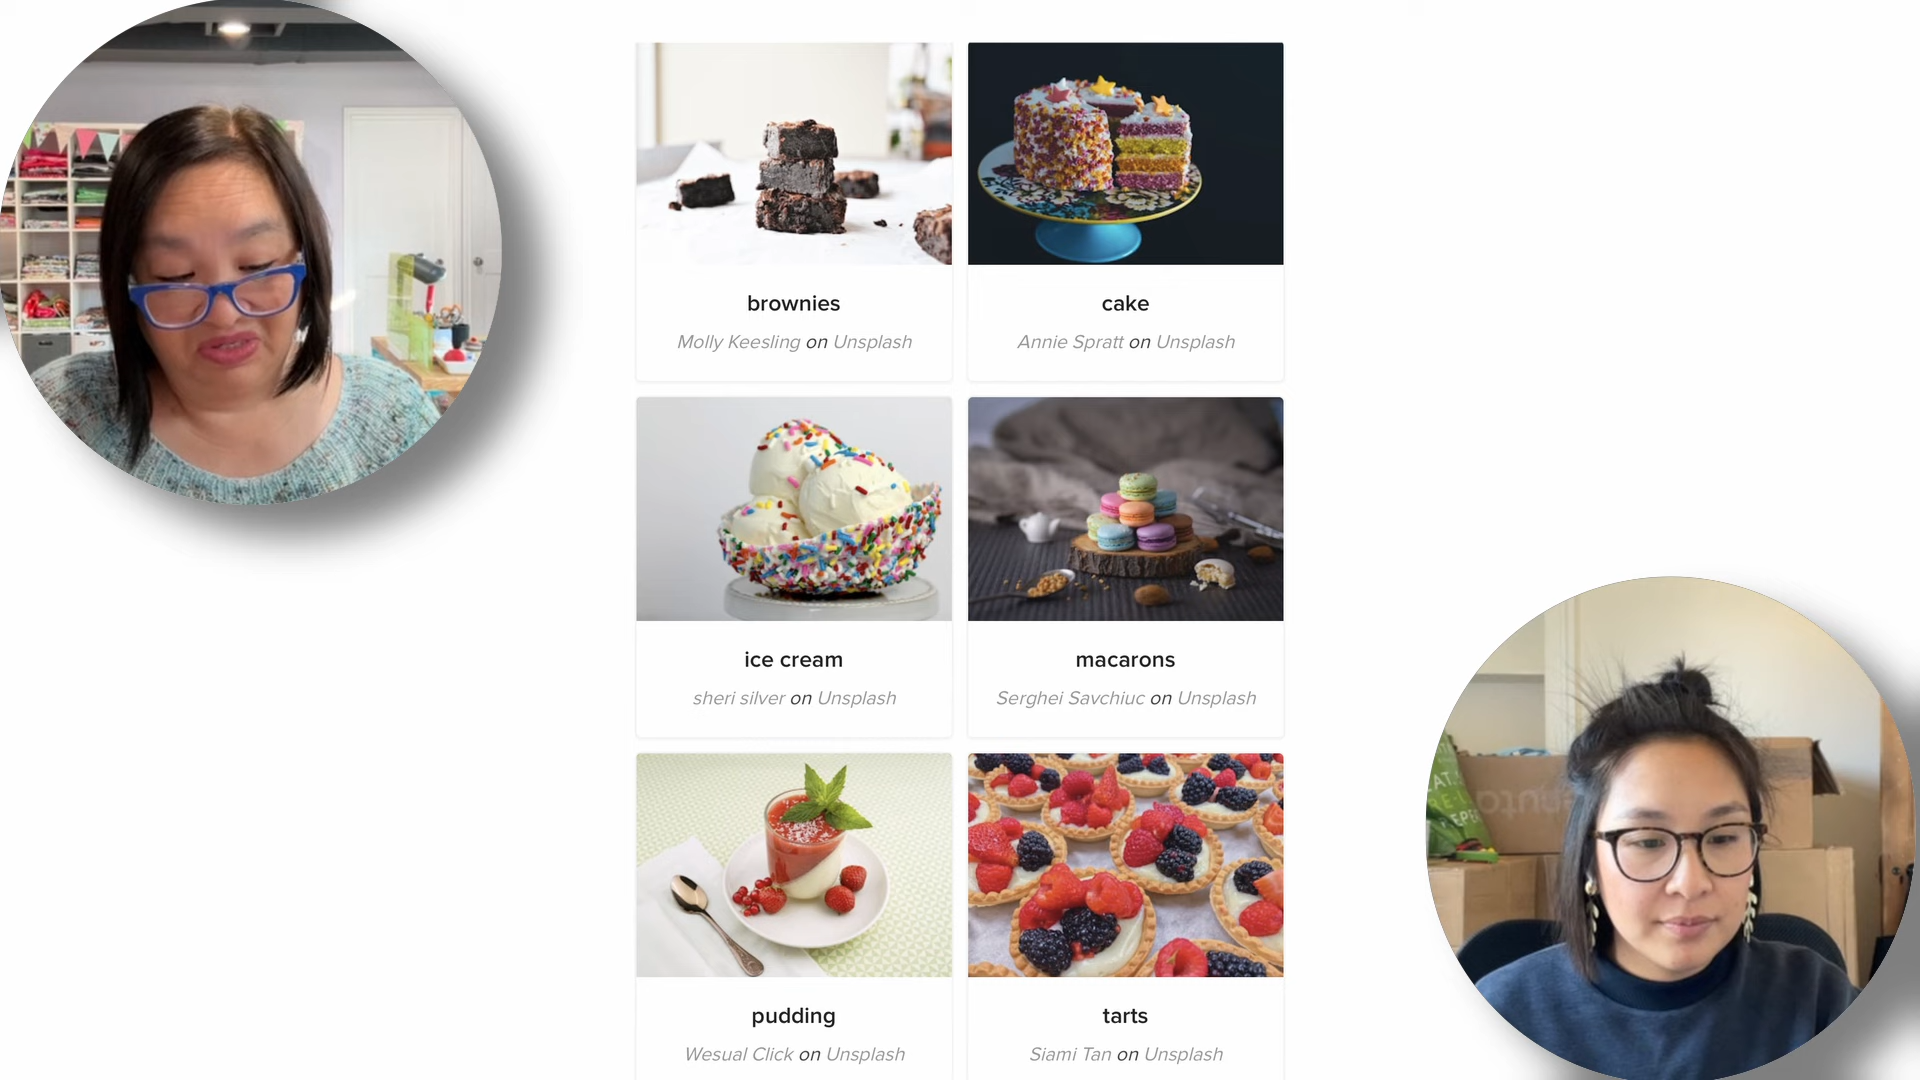 brownies
Molly Keesling on Unsplash
cake
Annie Spratt on Unsplash
ice cream
sheri silver on Unsplash
macarons
Serghei Savchiuc on Unsplash
pudding
Wesual Click on Unsplash
tarts
Siami Tan on Unsplash